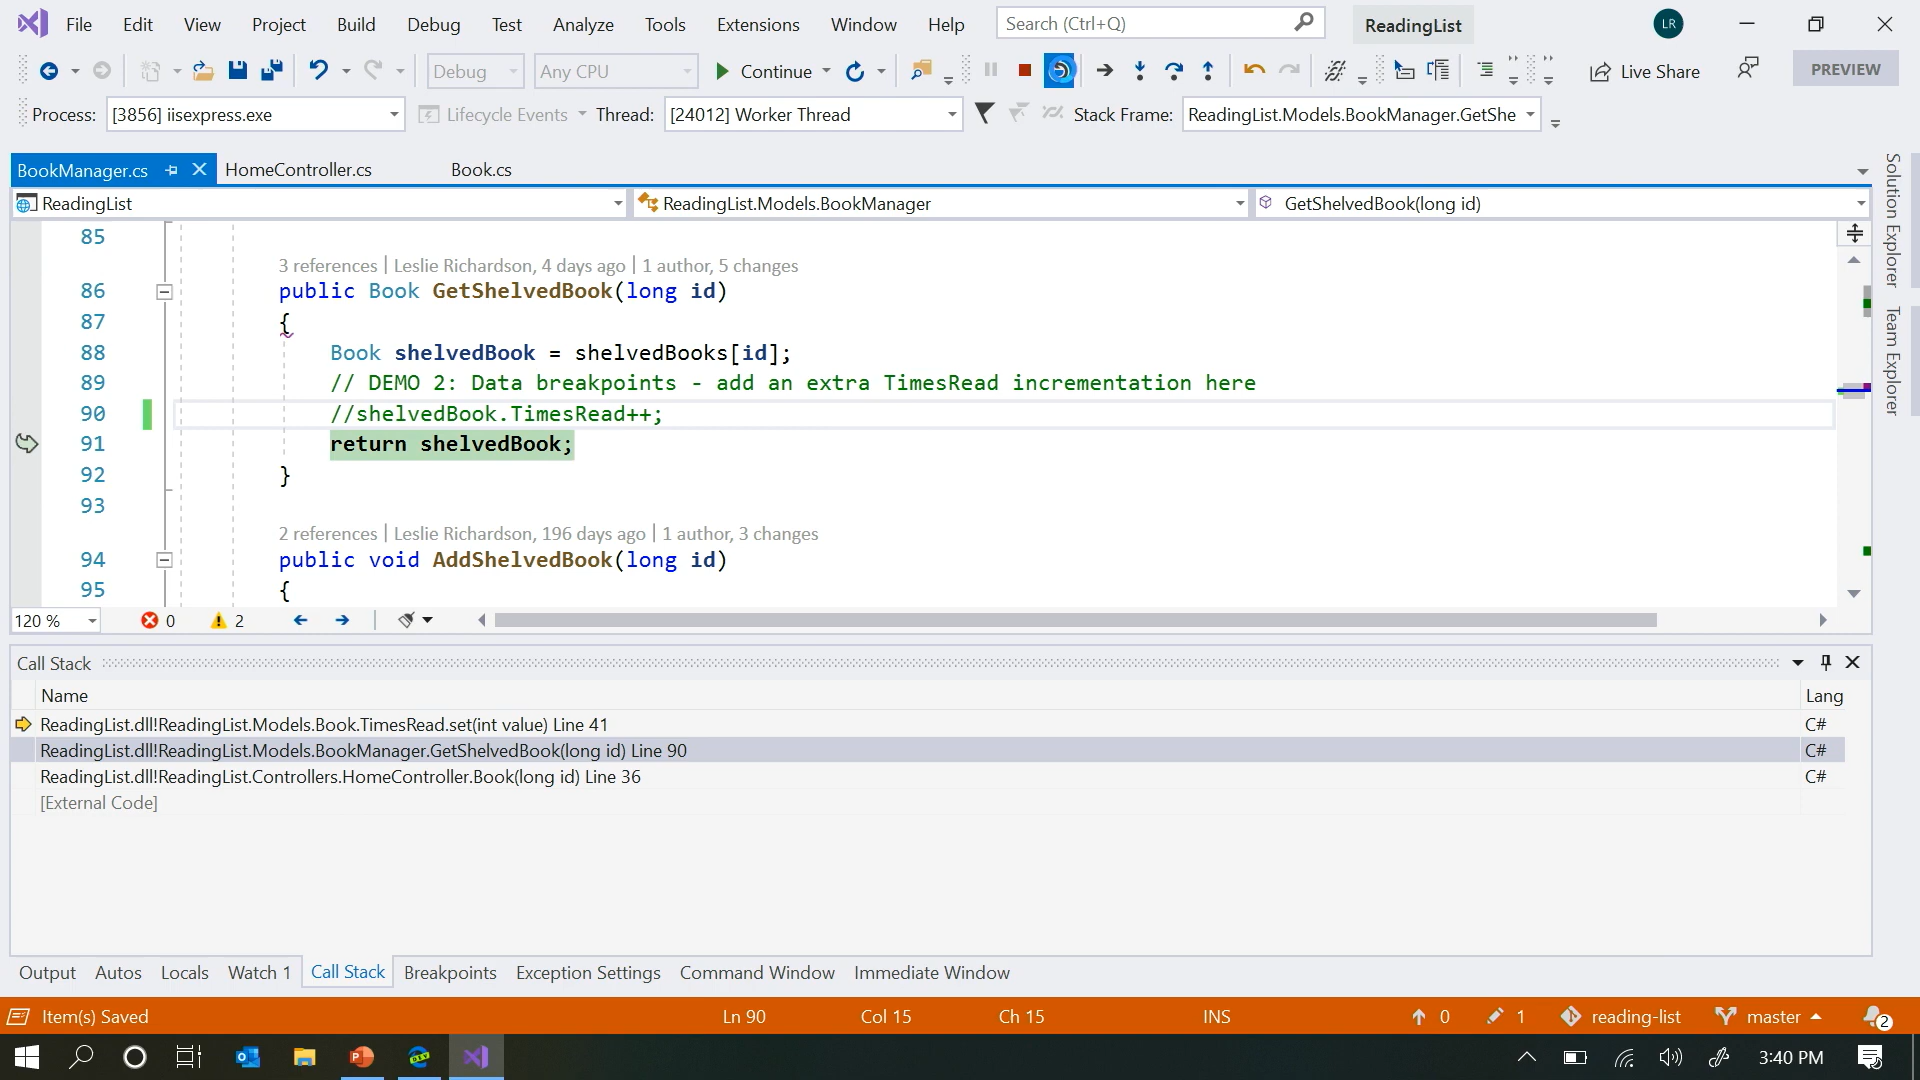 File Edit View Project Build Debug Test Analyze Tools Extensions Window Help Search (Ctrl+Q) ReadingList LR
Debug Any CPU Continue Live Share PREVIEW
Process: [3856] iisexpress.exe Lifecycle Events Thread: [24012] Worker Thread Stack Frame: ReadingList.Models.BookManager.GetShe
BookManager.cs HomeController.cs Book.cs
ReadingList ReadingList.Models.BookManager GetShelvedBook(long id)
Solution Explorer
Team Explorer
85
3 references | Leslie Richardson, 4 days ago | 1 author, 5 changes
86 public Book GetShelvedBook(long id)
87 {
88 Book shelvedBook = shelvedBooks[id];
89 // DEMO 2: Data breakpoints - add an extra TimesRead incrementation here
90 //shelvedBook.TimesRead++;
91 return shelvedBook;
92 }
93
2 references | Leslie Richardson, 196 days ago | 1 author, 3 changes
94 public void AddShelvedBook(long id)
95 {
120 % 0 2
Call Stack
Name Lang
ReadingList.dll!ReadingList.Models.Book.TimesRead.set(int value) Line 41 C#
ReadingList.dll!ReadingList.Models.BookManager.GetShelvedBook(long id) Line 90 C#
ReadingList.dll!ReadingList.Controllers.HomeController.Book(long id) Line 36 C#
[External Code]
Output Autos Locals Watch 1 Call Stack Breakpoints Exception Settings Command Window Immediate Window
Item(s) Saved Ln 90 Col 15 Ch 15 INS 0 1 reading-list master 2
DEV 3:40 PM